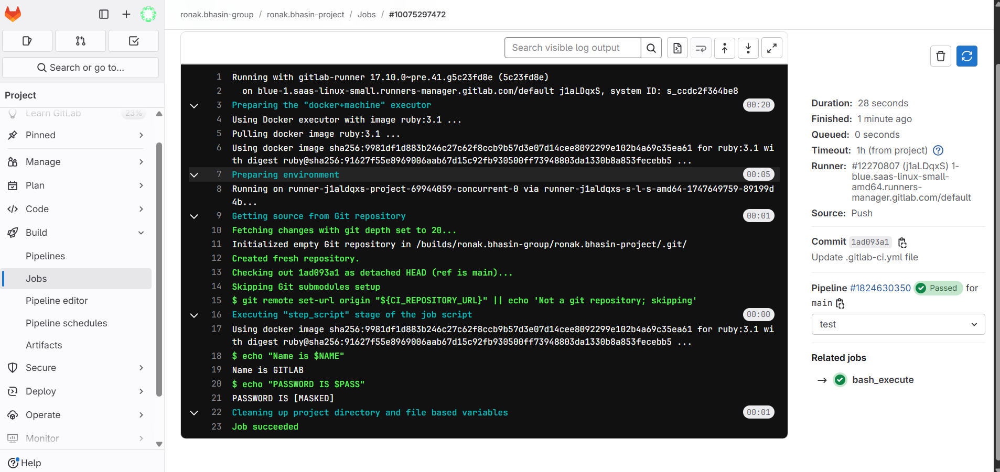 ronak.bhasin-group / ronak.bhasin-project / Jobs / #10075297472
Search or go to...
Project
Learn GitLab 23%
Pinned
Manage
Plan
Code
Build
Pipelines
Jobs
Pipeline editor
Pipeline schedules
Artifacts
Secure
Deploy
Operate
Monitor
Help
Search visible log output
1 Running with gitlab-runner 17.10.0~pre.41.g5c23fd8e (5c23fd8e)
2 on blue-1.saas-linux-small.runners-manager.gitlab.com/default j1aLDqxS, system ID: s_ccdc2f364be8
3 Preparing the "docker+machine" executor 00:20
4 Using Docker executor with image ruby:3.1 ...
5 Pulling docker image ruby:3.1 ...
6 Using docker image sha256:9981df1d883b246c27c62f8ccb9b57d3e07d14cee8092299e102b4a69c35ea61 for ruby:3.1 wi
th digest ruby@sha256:91627f55e8969006aab67d15c92fb930500ff73948803da1330b8a853fecebb5 ...
7 Preparing environment 00:05
8 Running on runner-j1aldqxs-project-69944059-concurrent-0 via runner-j1aldqxs-s-l-s-amd64-1747649759-89199d
4b...
9 Getting source from Git repository 00:01
10 Fetching changes with git depth set to 20...
11 Initialized empty Git repository in /builds/ronak.bhasin-group/ronak.bhasin-project/.git/
12 Created fresh repository.
13 Checking out 1ad093a1 as detached HEAD (ref is main)...
14 Skipping Git submodules setup
15 $ git remote set-url origin "${CI_REPOSITORY_URL}" || echo 'Not a git repository; skipping'
16 Executing "step_script" stage of the job script 00:00
17 Using docker image sha256:9981df1d883b246c27c62f8ccb9b57d3e07d14cee8092299e102b4a69c35ea61 for ruby:3.1 wi
th digest ruby@sha256:91627f55e8969006aab67d15c92fb930500ff73948803da1330b8a853fecebb5 ...
18 $ echo "Name is $NAME"
19 Name is GITLAB
20 $ echo "PASSWORD IS $PASS"
21 PASSWORD IS [MASKED]
22 Cleaning up project directory and file based variables 00:01
23 Job succeeded
Duration: 28 seconds
Finished: 1 minute ago
Queued: 0 seconds
Timeout: 1h (from project)
Runner: #12270807 (j1aLDqxS) 1-
blue.saas-linux-small-
amd64.runners-
manager.gitlab.com/default
Source: Push
Commit 1ad093a1
Update .gitlab-ci.yml file
Pipeline #1824630350 Passed for
main
test
Related jobs
bash_execute